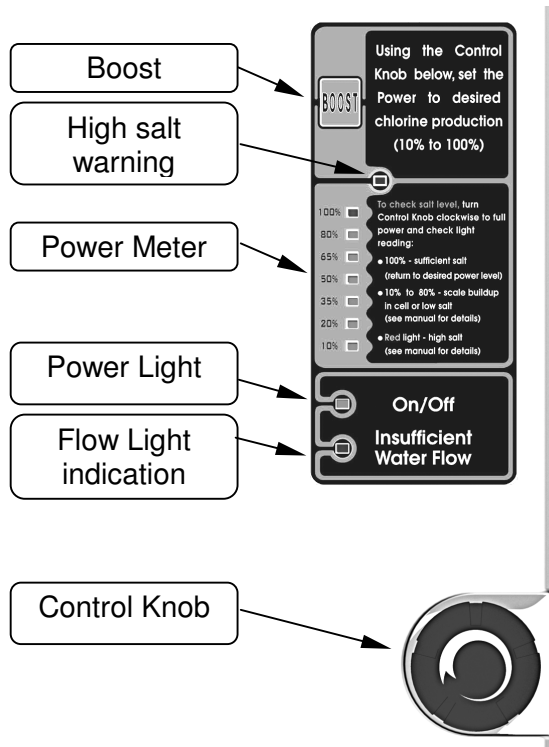 Boost
High salt
warning
Power Meter
Power Light
Flow Light
indication
Control Knob
BOOST
Using the Control
Knob below, set the
Power to desired
chlorine production
(10% to 100%)
To check salt level, turn
Control Knob clockwise to full
power and check light
reading:
• 100% - sufficient salt
(return to desired power level)
• 10% to 80% - scale buildup
in cell or low salt
(see manual for details)
• Red light - high salt
(see manual for details)
100%
80%
65%
50%
35%
20%
10%
On/Off
Insufficient
Water Flow